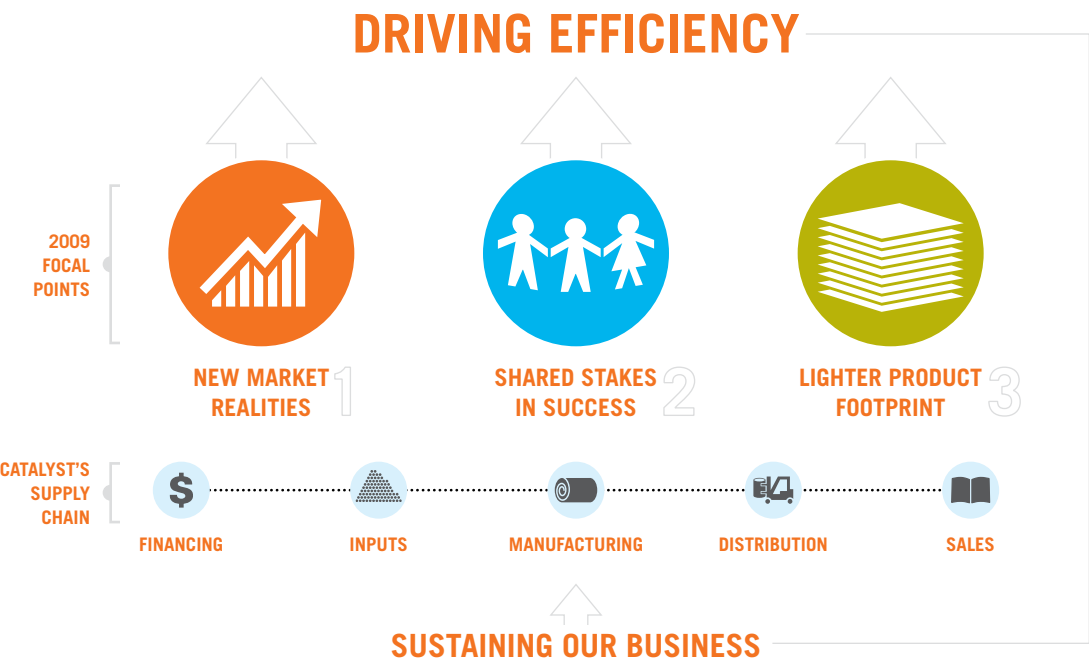 DRIVING EFFICIENCY
2009
FOCAL
POINTS
NEW MARKET
REALITIES
1
SHARED STAKES
IN SUCCESS
2
LIGHTER PRODUCT
FOOTPRINT
3
CATALYST'S
SUPPLY
CHAIN
$
FINANCING
INPUTS
MANUFACTURING
DISTRIBUTION
SALES
SUSTAINING OUR BUSINESS